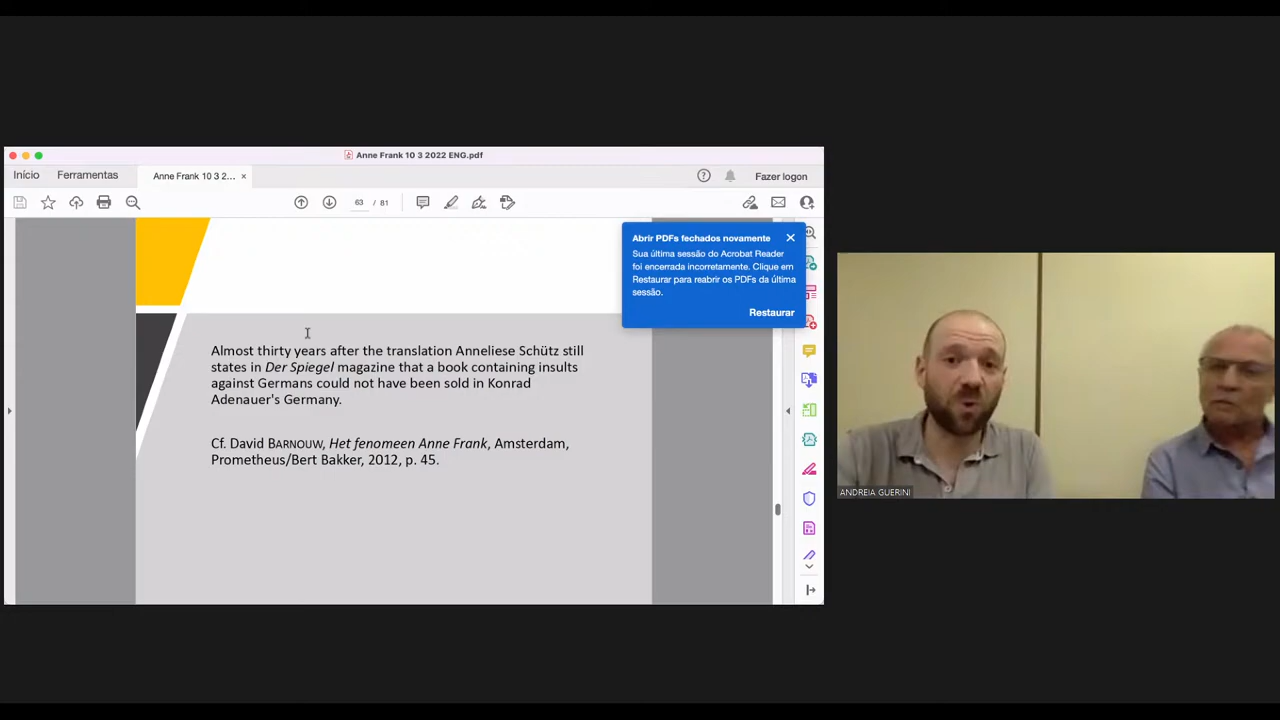 Anne Frank 10 3 2022 ENG.pdf
Início Ferramentas Anne Frank 10 3 2... × Fazer logon
63 / 81
Abrir PDFs fechados novamente
Sua última sessão do Acrobat Reader
foi encerrada incorretamente. Clique em
Restaurar para reabrir os PDFs da última
sessão.
Restaurar
Almost thirty years after the translation Anneliese Schütz still
states in Der Spiegel magazine that a book containing insults
against Germans could not have been sold in Konrad
Adenauer's Germany.
Cf. David BARNOUW, Het fenomeen Anne Frank, Amsterdam,
Prometheus/Bert Bakker, 2012, p. 45.
ANDREIA GUERINI